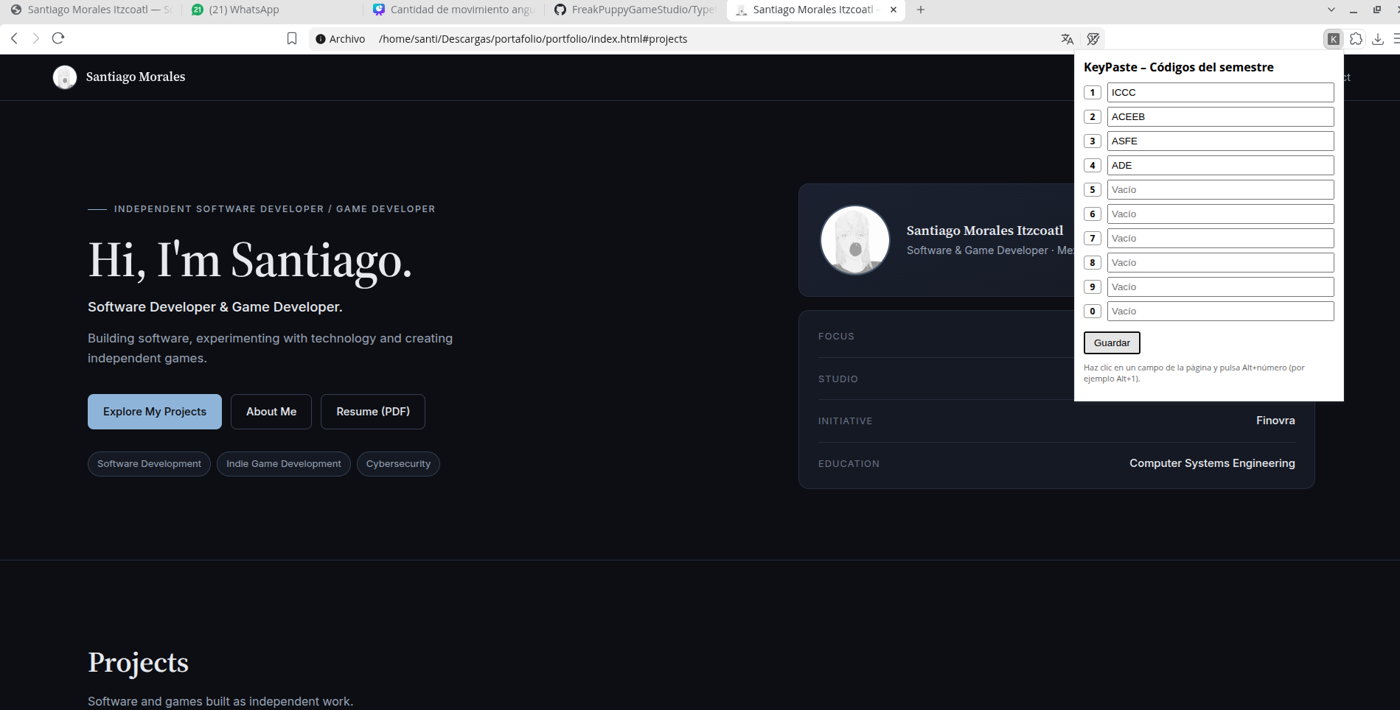 Santiago Morales Itzcoatl — S
21
(21) WhatsApp
Cantidad de movimiento angu
FreakPuppyGameStudio/Type
Santiago Morales Itzcoatl -
Archivo
/home/santi/Descargas/portafolio/portfolio/index.html#projects
K
Santiago Morales
ct
KeyPaste – Códigos del semestre
1 ICCC
2 ACEEB
3 ASFE
4 ADE
5 Vacío
6 Vacío
7 Vacío
8 Vacío
9 Vacío
0 Vacío
Guardar
Haz clic en un campo de la página y pulsa Alt+número (por
ejemplo Alt+1).
INDEPENDENT SOFTWARE DEVELOPER / GAME DEVELOPER
Hi, I'm Santiago.
Software Developer & Game Developer.
Building software, experimenting with technology and creating
independent games.
Explore My Projects
About Me
Resume (PDF)
Software Development
Indie Game Development
Cybersecurity
Santiago Morales Itzcoatl
Software & Game Developer · Me
FOCUS
STUDIO
INITIATIVE Finovra
EDUCATION Computer Systems Engineering
Projects
Software and games built as independent work.